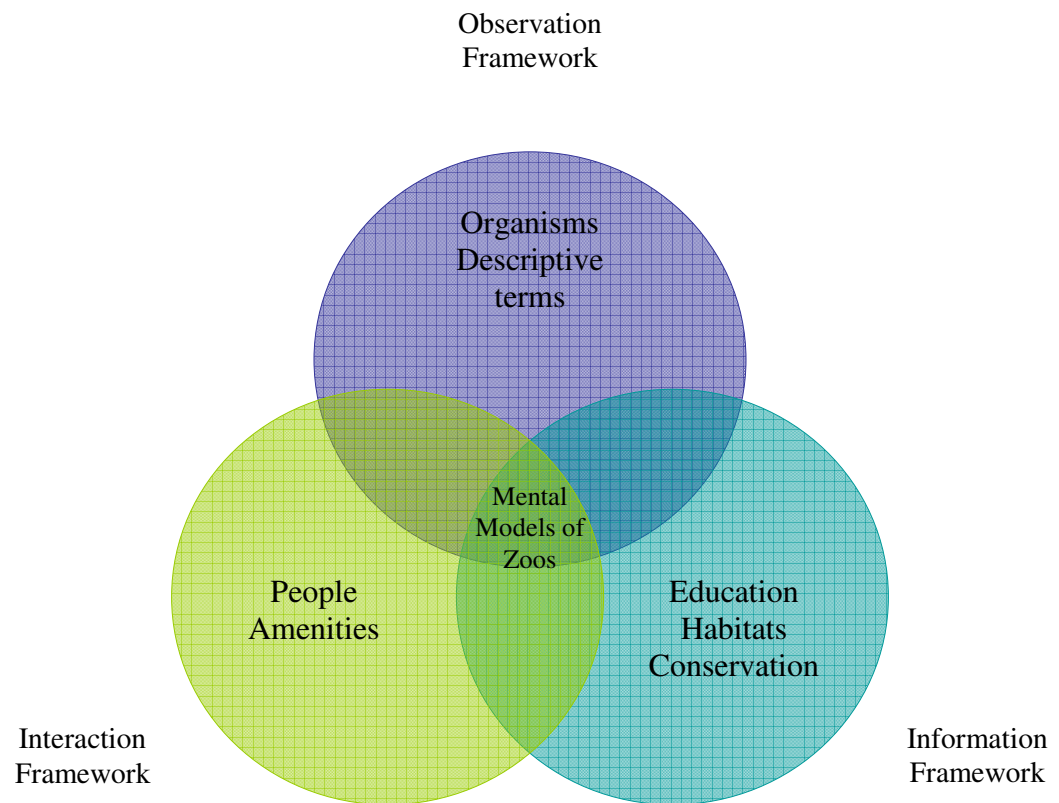 Observation
Framework
Organisms
Descriptive
terms
Mental
Models of
Zoos
People
Amenities
Education
Habitats
Conservation
Interaction
Framework
Information
Framework